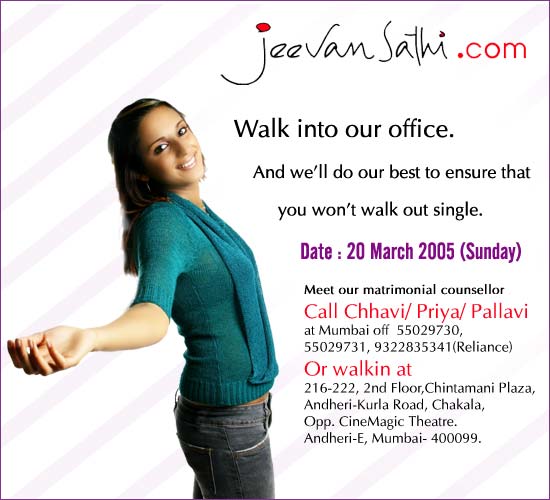 Jeevan Sathi .com
Walk into our office.
And we'll do our best to ensure that
you won't walk out single.
Date : 20 March 2005 (Sunday)
Meet our matrimonial counsellor
Call Chhavi/ Priya/ Pallavi
at Mumbai off 55029730,
55029731, 9322835341(Reliance)
Or walkin at
216-222, 2nd Floor,Chintamani Plaza,
Andheri-Kurla Road, Chakala,
Opp. CineMagic Theatre.
Andheri-E, Mumbai- 400099.